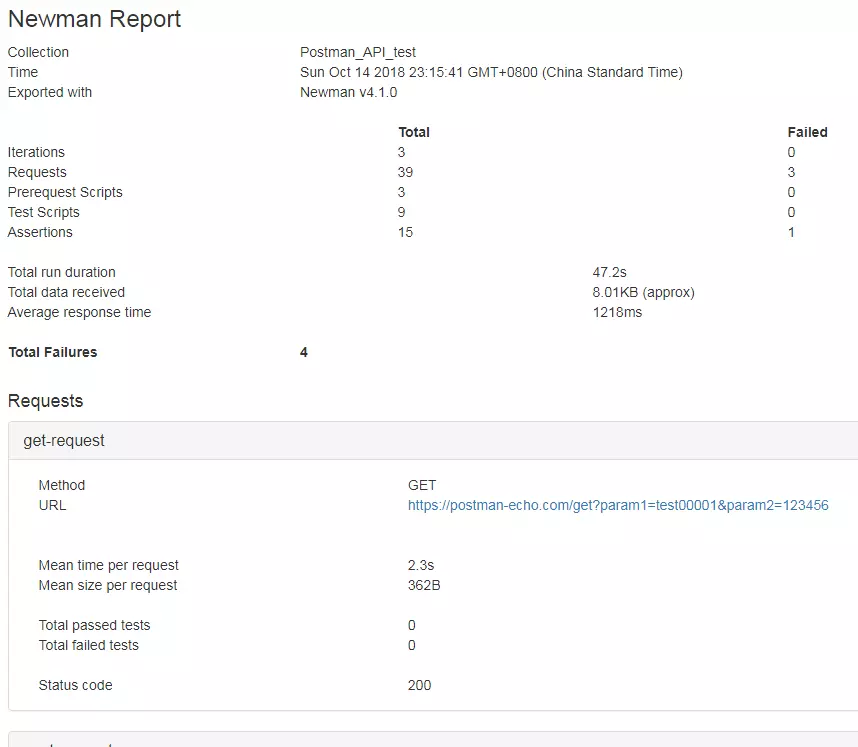 Newman Report
Collection Postman_API_test
Time Sun Oct 14 2018 23:15:41 GMT+0800 (China Standard Time)
Exported with Newman v4.1.0
Total Failed
Iterations 3 0
Requests 39 3
Prerequest Scripts 3 0
Test Scripts 9 0
Assertions 15 1
Total run duration 47.2s
Total data received 8.01KB (approx)
Average response time 1218ms
Total Failures 4
Requests
get-request
Method GET
URL https://postman-echo.com/get?param1=test00001&param2=123456
Mean time per request 2.3s
Mean size per request 362B
Total passed tests 0
Total failed tests 0
Status code 200